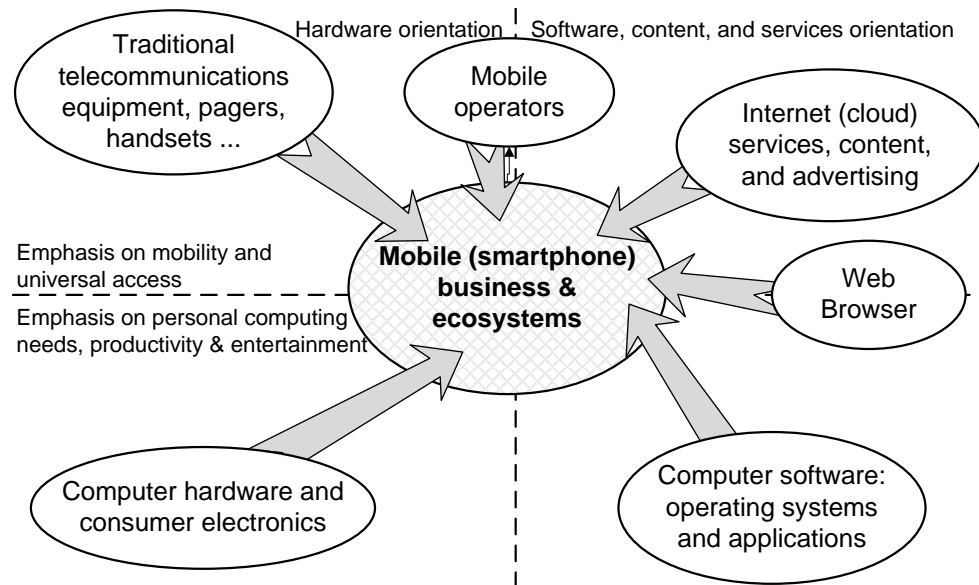 Hardware orientation
Software, content, and services orientation
Traditional
telecommunications
equipment, pagers,
handsets ...
Mobile
operators
Internet (cloud)
services, content,
and advertising
Emphasis on mobility and
universal access
Mobile (smartphone)
business &
ecosystems
Web
Browser
Emphasis on personal computing
needs, productivity & entertainment
Computer hardware and
consumer electronics
Computer software:
operating systems
and applications